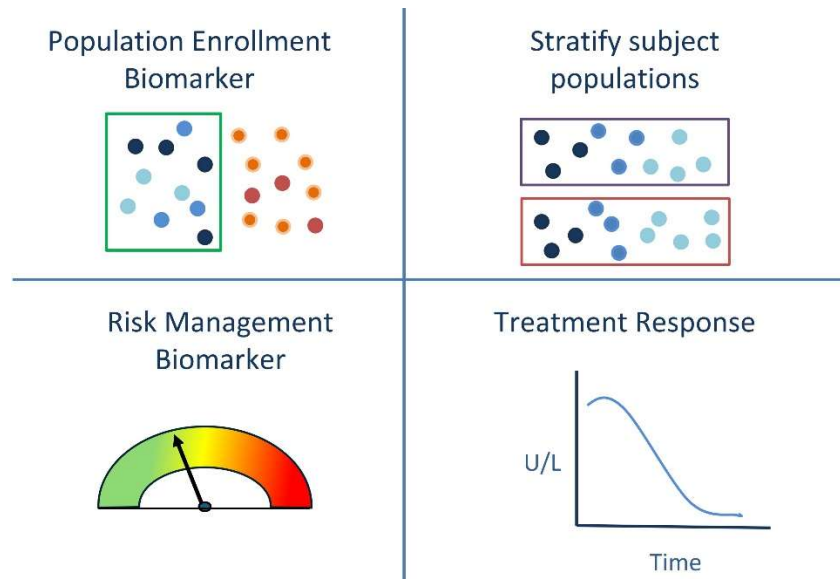 Population Enrollment
Biomarker
Stratify subject
populations
Risk Management
Biomarker
Treatment Response
U/L
Time